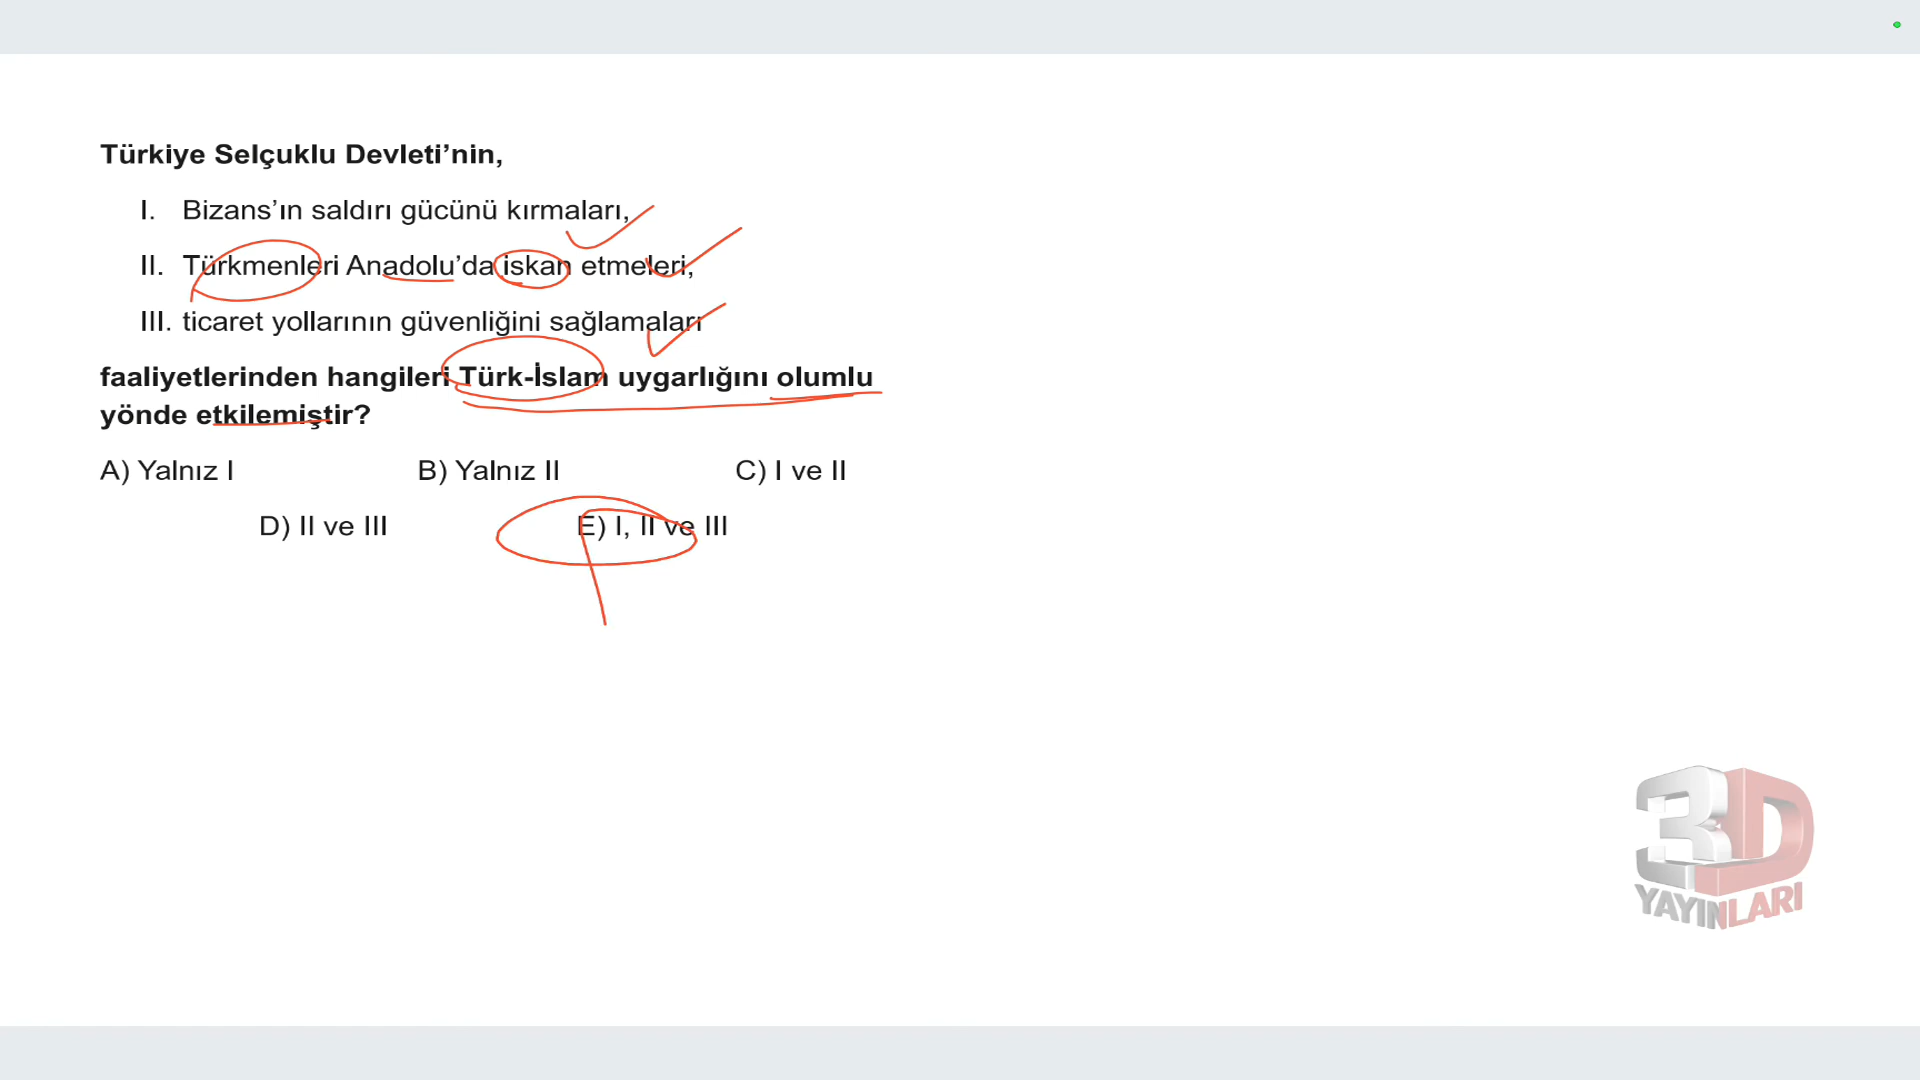 Türkiye Selçuklu Devleti’nin,
I. Bizans’ın saldırı gücünü kırmaları,
II. Türkmenleri Anadolu’da iskan etmeleri,
III. ticaret yollarının güvenliğini sağlamaları
faaliyetlerinden hangileri Türk-İslam uygarlığını olumlu
yönde etkilemiştir?
A) Yalnız I B) Yalnız II C) I ve II
D) II ve III E) I, II ve III
3D
YAYINLARI